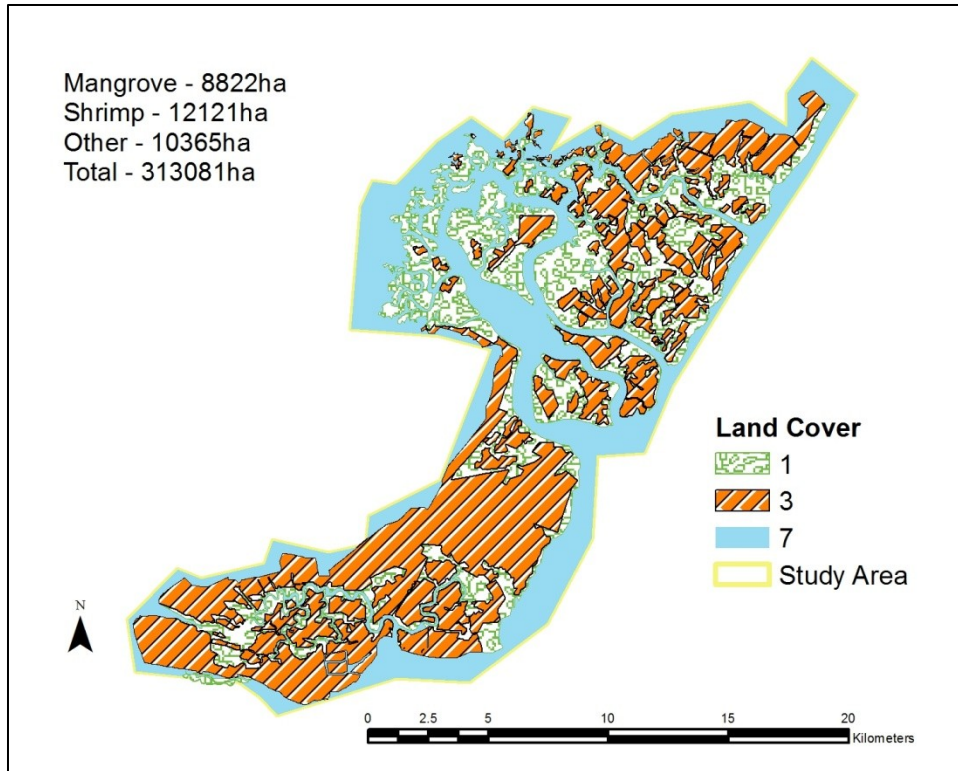 Mangrove - 8822ha
Shrimp - 12121ha
Other - 10365ha
Total - 313081ha
Land Cover
1
3
7
Study Area
N
0 2.5 5 10 15 20
Kilometers